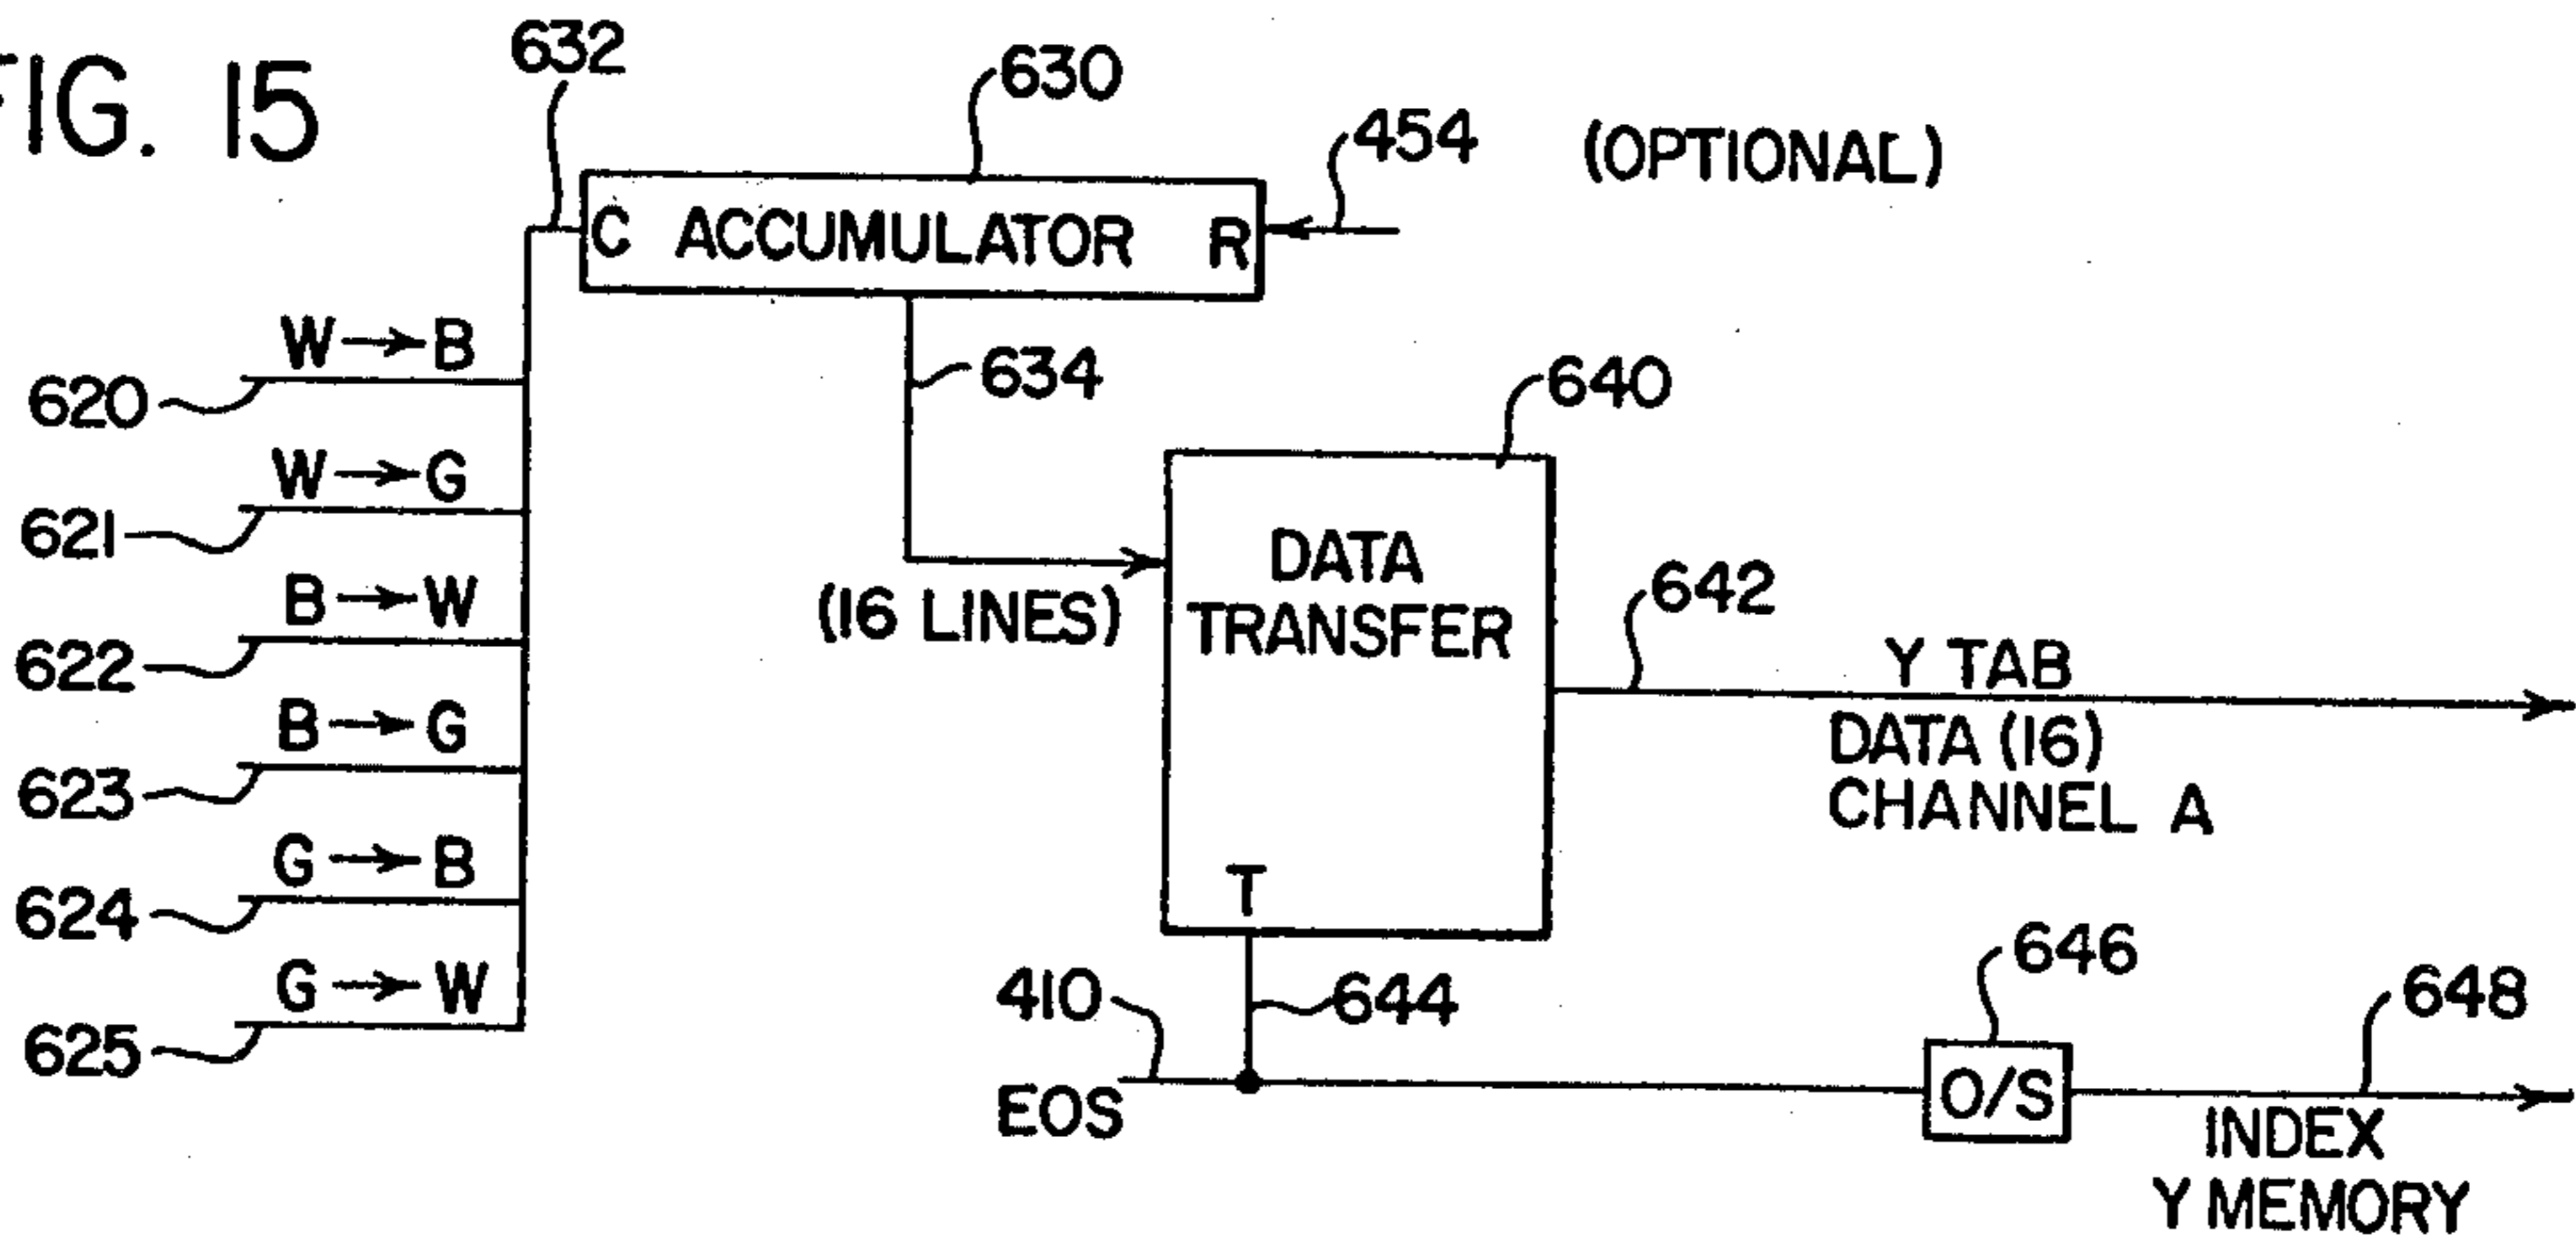 FIG. 15
632
630
454 (OPTIONAL)
C ACCUMULATOR R
W→B
620
634
640
W→G
621
DATA
TRANSFER
(16 LINES)
B→W
622
642
Y TAB
DATA (16)
CHANNEL A
B→G
623
G→B
624
T
G→W
625
410
644
646
648
EOS
O/S
INDEX
Y MEMORY